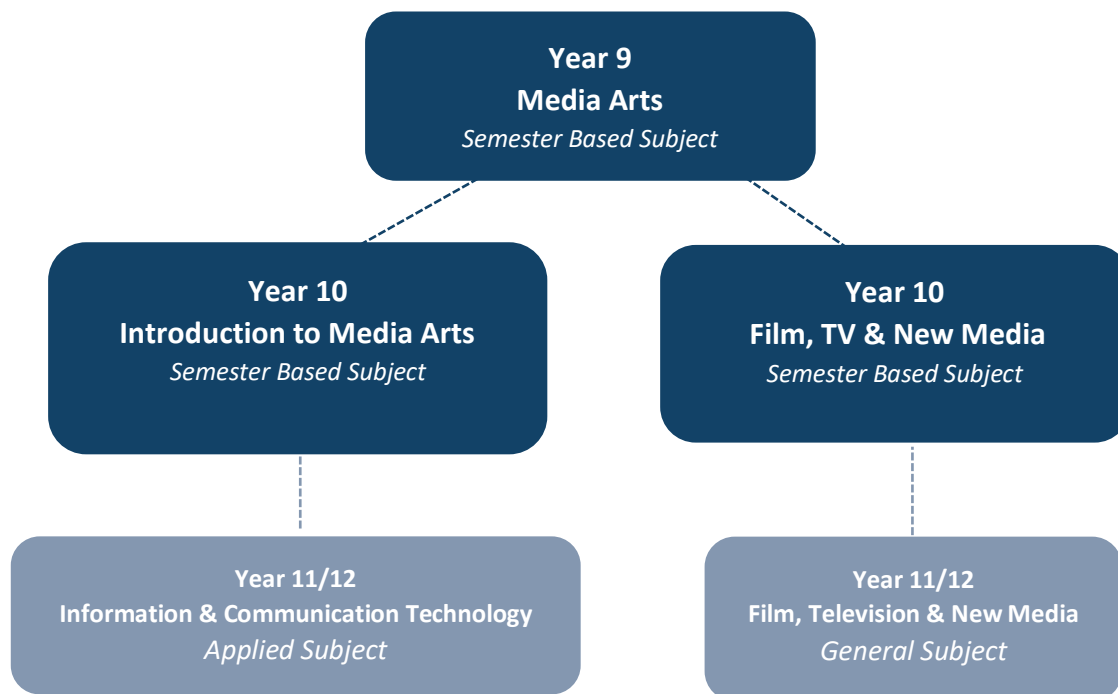 Year 9
Media Arts
Semester Based Subject
Year 10
Introduction to Media Arts
Semester Based Subject
Year 10
Film, TV & New Media
Semester Based Subject
Year 11/12
Information & Communication Technology
Applied Subject
Year 11/12
Film, Television & New Media
General Subject